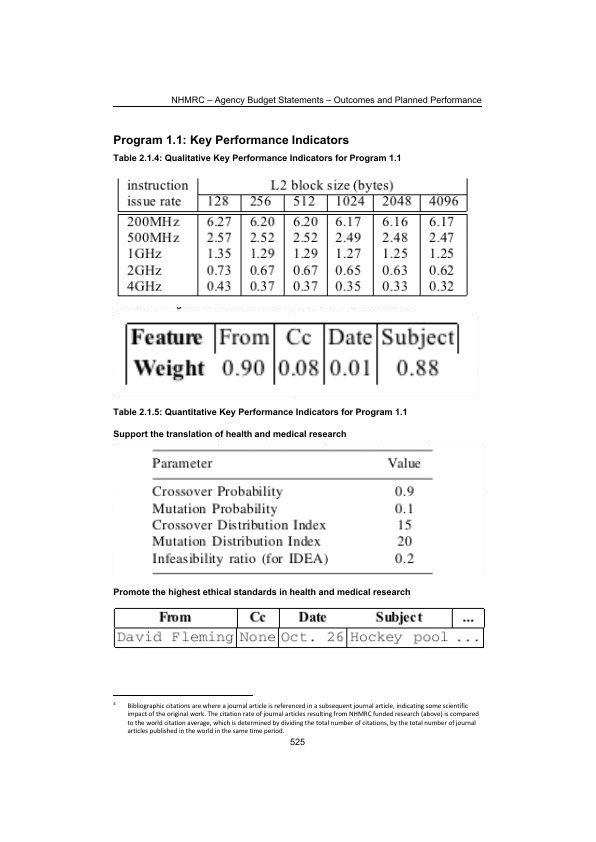 NHMRC – Agency Budget Statements – Outcomes and Planned Performance
Program 1.1: Key Performance Indicators
Table 2.1.4: Qualitative Key Performance Indicators for Program 1.1
instruction L2 block size (bytes)
issue rate 128 256 512 1024 2048 4096
200MHz 6.27 6.20 6.20 6.17 6.16 6.17
500MHz 2.57 2.52 2.52 2.49 2.48 2.47
1GHz 1.35 1.29 1.29 1.27 1.25 1.25
2GHz 0.73 0.67 0.67 0.65 0.63 0.62
4GHz 0.43 0.37 0.37 0.35 0.33 0.32
Feature From Cc Date Subject
Weight 0.90 0.08 0.01 0.88
Table 2.1.5: Quantitative Key Performance Indicators for Program 1.1
Support the translation of health and medical research
Parameter Value
Crossover Probability 0.9
Mutation Probability 0.1
Crossover Distribution Index 15
Mutation Distribution Index 20
Infeasibility ratio (for IDEA) 0.2
Promote the highest ethical standards in health and medical research
From Cc Date Subject ...
David Fleming None Oct. 26 Hockey pool ...
Bibliographic citations are where a journal article is referenced in a subsequent journal article, indicating some scientific
impact of the original work. The citation rate of journal articles resulting from NHMRC funded research (above) is compared
to the world citation average, which is determined by dividing the total number of citations, by the total number of journal
articles published in the world in the same time period.
525